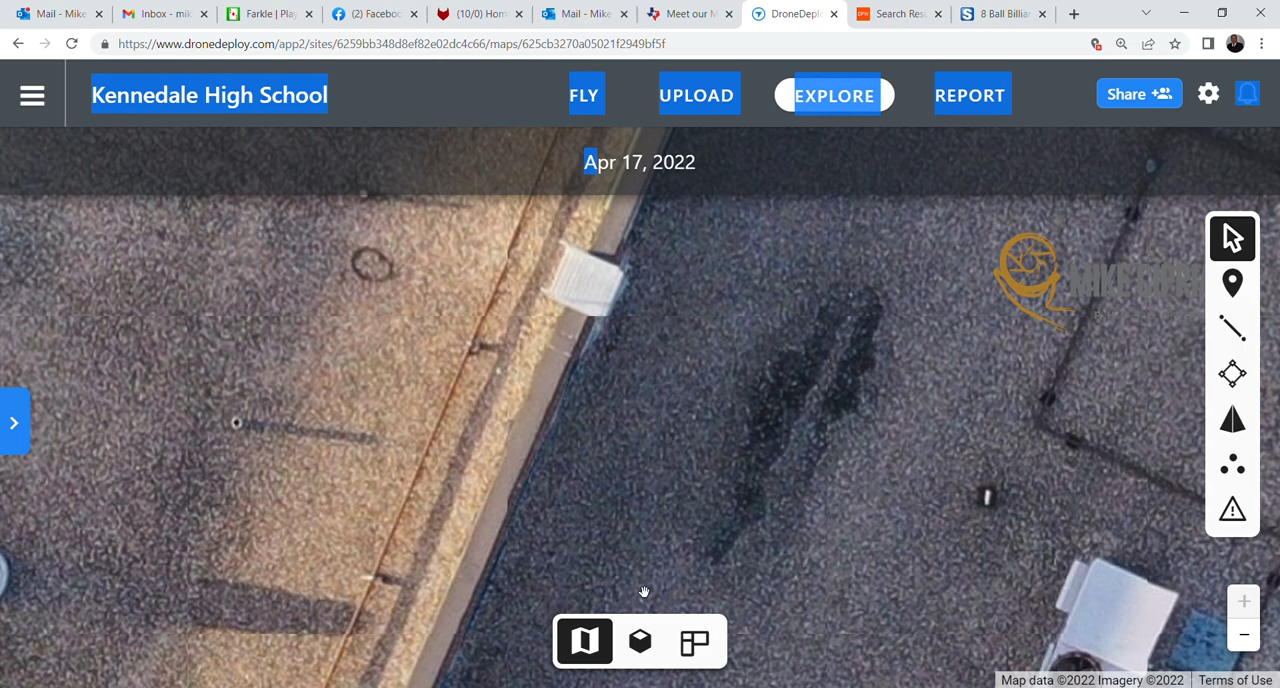 Mail - Mike
Inbox - mik
Farkle | Play
(2) Faceboo
(10/0) Hom
Mail - Mike
Meet our M
DroneDeplo
Search Resu
8 Ball Billiar
https://www.dronedeploy.com/app2/sites/6259bb348d8ef82e02dc4c66/maps/625cb3270a05021f2949bf5f
Kennedale High School
FLY
UPLOAD
EXPLORE
REPORT
Share
Apr 17, 2022
Map data ©2022 Imagery ©2022
Terms of Use